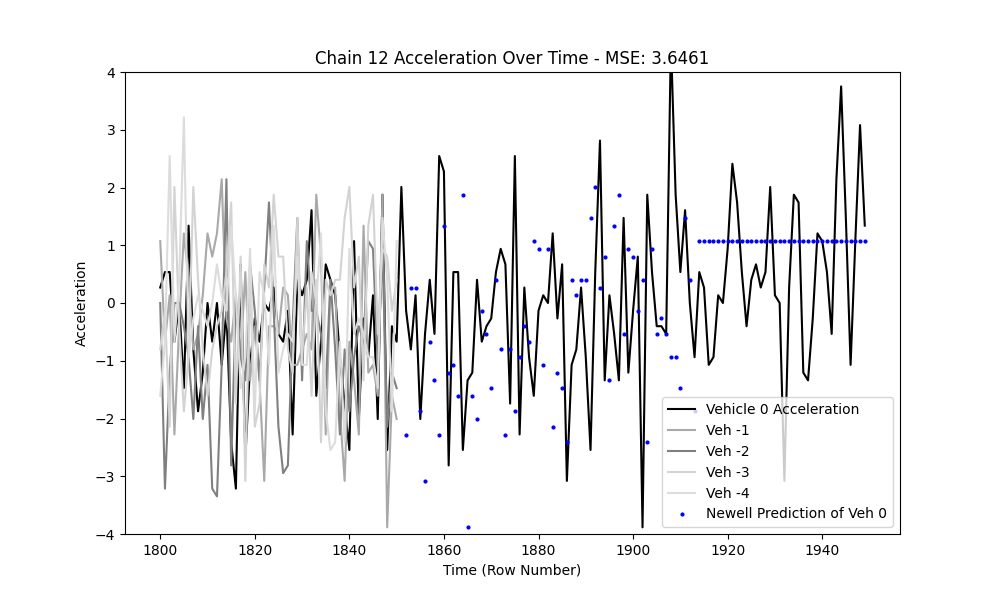 Chain 12 Acceleration Over Time - MSE: 3.6461
Acceleration
4
3
2
1
0
−1
−2
−3
−4
Vehicle 0 Acceleration
Veh -1
Veh -2
Veh -3
Veh -4
Newell Prediction of Veh 0
1800 1820 1840 1860 1880 1900 1920 1940
Time (Row Number)